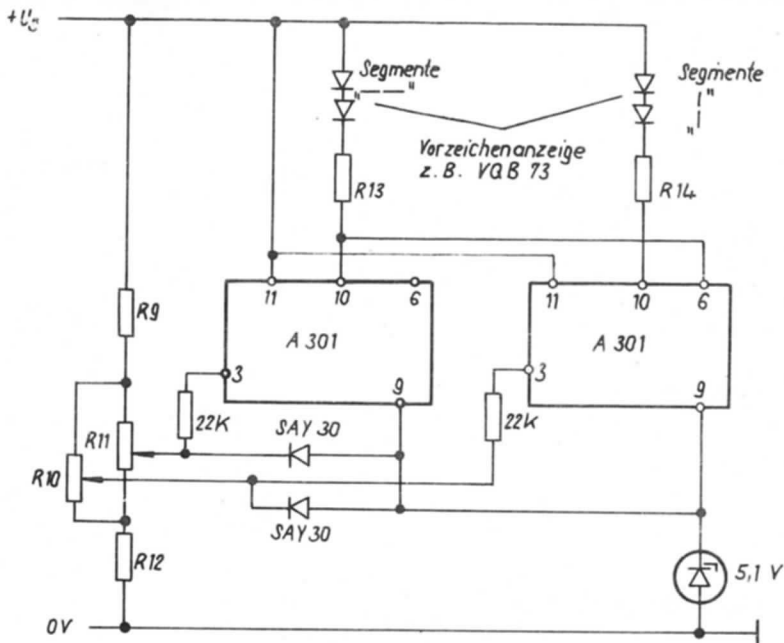 +U_S
Segmente
"— —"
Segmente
"|
|"
Vorzeichenanzeige
z. B. VQB 73
R13
R14
11
10
6
11
10
6
R9
A 301
A 301
3
9
3
9
22K
22K
R11
SAY 30
R10
SAY 30
R12
5,1 V
0V